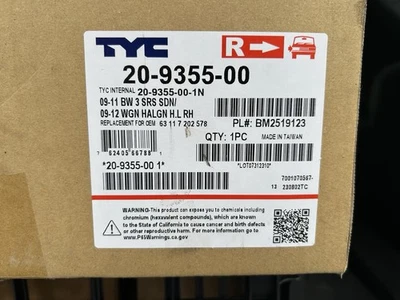 TYC
R
20-9355-00
TYC INTERNAL 20-9355-00-1N
09-11 BW 3 SRS SDN/
09-12 WGN HALGN H.L RH
REPLACEMENT FOR OEM 63 11 7 202 578
PL#: BM2519123
QTY: 1PC
MADE IN TAIWAN
*20-9355-00 1*
*LOT07313310*
7001070567-
13 230802TC
This product can expose you to chemicals including
chromium (hexavalent compounds), which are known
to the State of California to cause cancer and birth defects
or other reproductive harm. For more information go to
www.P65Warnings.ca.gov